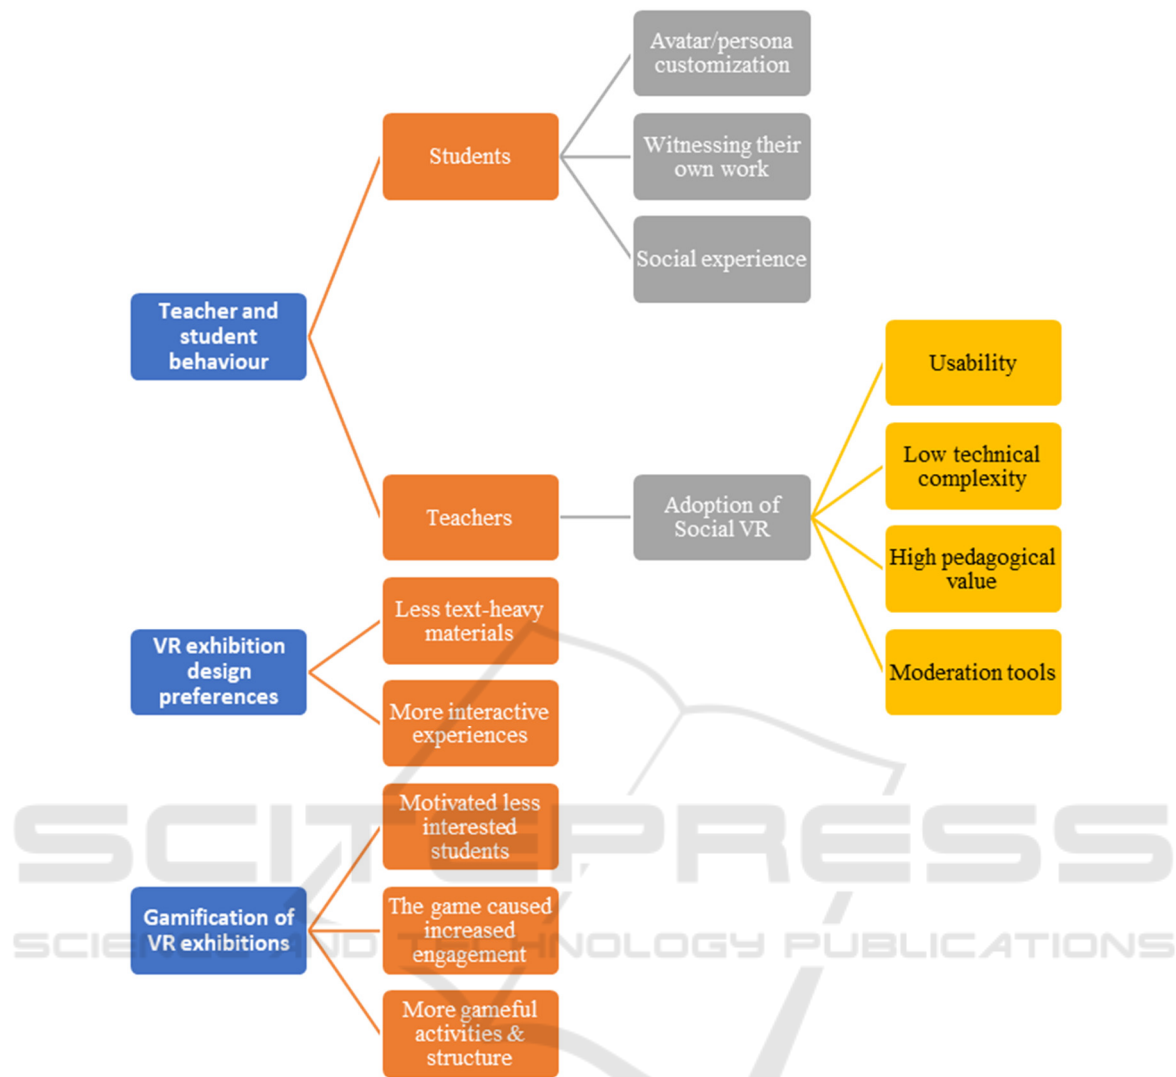 Avatar/persona
customization
Students
Witnessing their
own work
Social experience
Teacher and
student
behaviour
Usability
Low technical
complexity
Teachers
Adoption of
Social VR
High pedagogical
value
Moderation tools
Less text-heavy
materials
VR exhibition
design
preferences
More interactive
experiences
Motivated less
interested
students
SCITEPRESS
Gamification of
VR exhibitions
The game caused
increased
engagement
SCIENCE AND TECHNOLOGY PUBLICATIONS
More gameful
activities &
structure